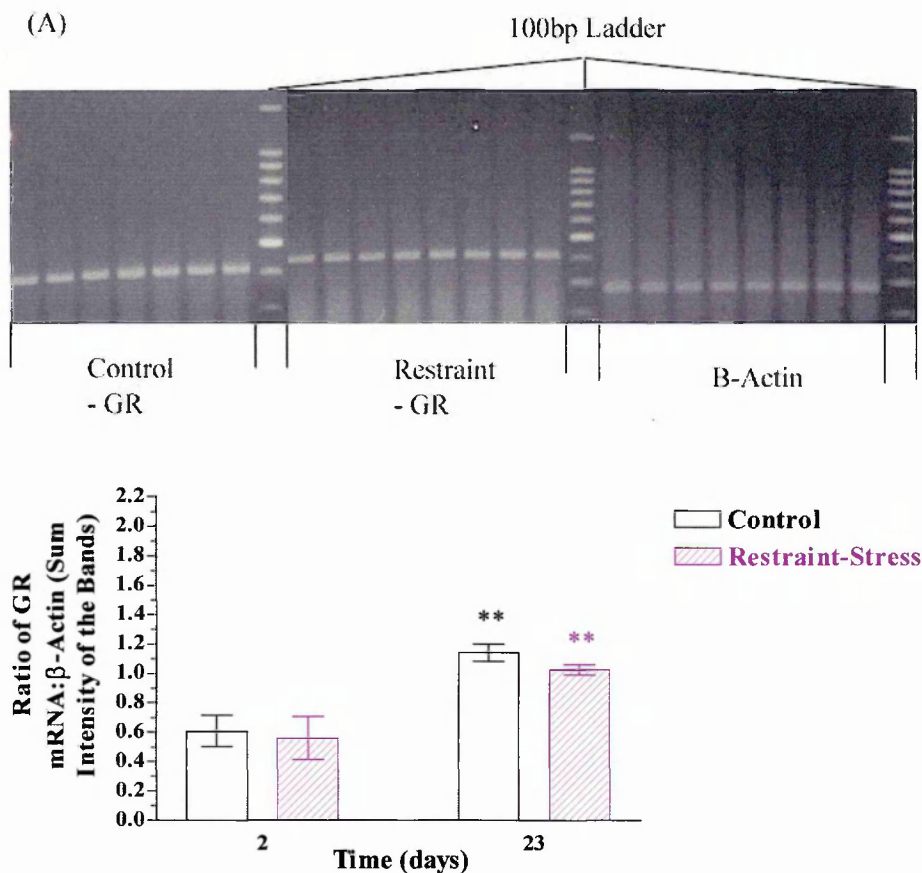 (A)
100bp Ladder
Control
- GR
Restraint
- GR
B-Actin
Ratio of GR
mRNA:β-Actin (Sum
Intensity of the Bands)
2.2
2.0
1.8
1.6
1.4
1.2
1.0
0.8
0.6
0.4
0.2
0.0
** **
2 23
Time (days)
Control
Restraint-Stress